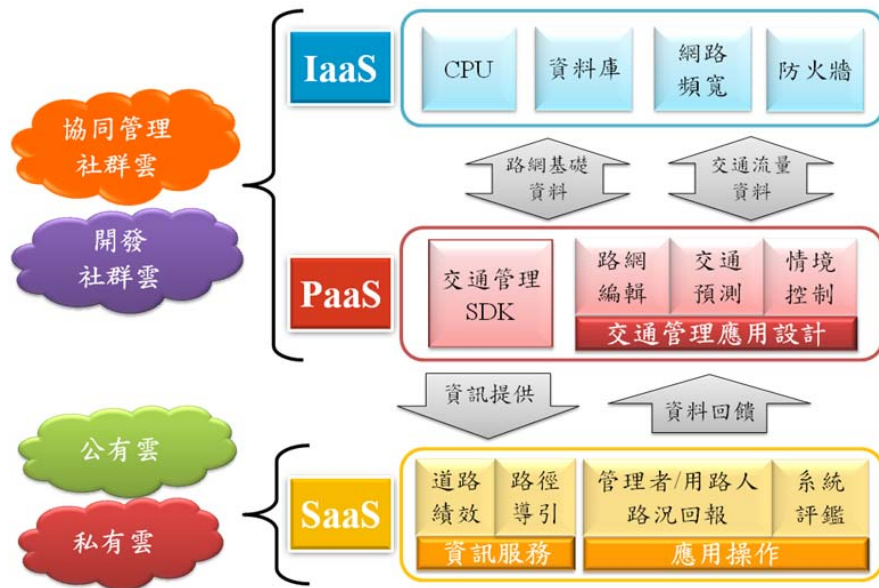 IaaS
CPU
資料庫
網路
頻寬
防火牆
協同管理
社群雲
路網基礎
資料
交通流量
資料
開發
社群雲
PaaS
交通管理
SDK
路網
編輯
交通
預測
情境
控制
交通管理應用設計
資訊提供
資料回饋
公有雲
私有雲
SaaS
道路
績效
路徑
導引
資訊服務
管理者/用路人
路況回報
系統
評鑑
應用操作